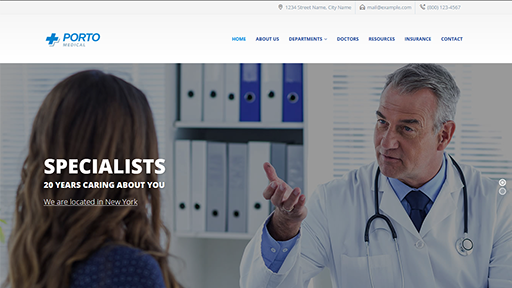 1234 Street Name, City Name mail@example.com (800) 123-4567
PORTO
MEDICAL
HOME ABOUT US DEPARTMENTS DOCTORS RESOURCES INSURANCE CONTACT
SPECIALISTS
20 YEARS CARING ABOUT YOU
We are located in New York